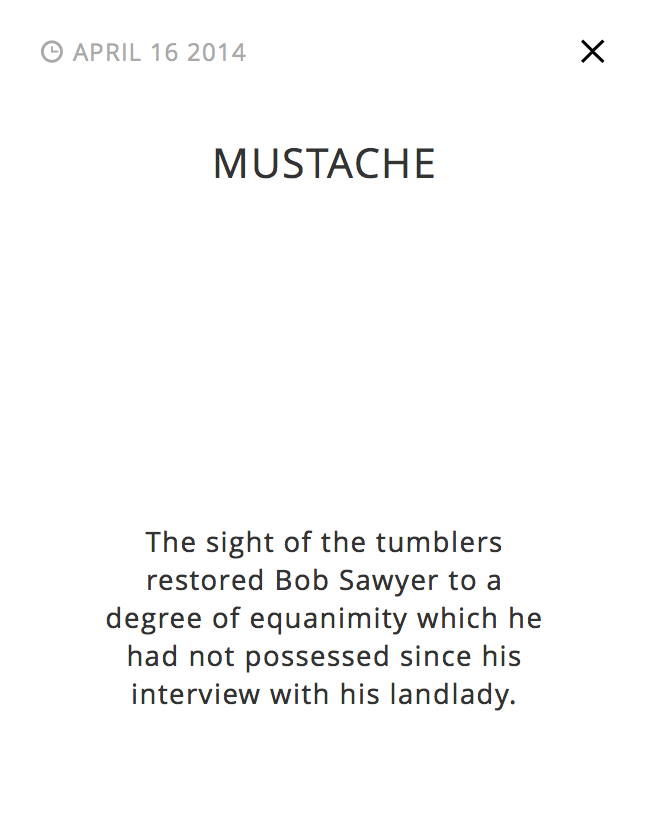 APRIL 16 2014
MUSTACHE
The sight of the tumblers
restored Bob Sawyer to a
degree of equanimity which he
had not possessed since his
interview with his landlady.